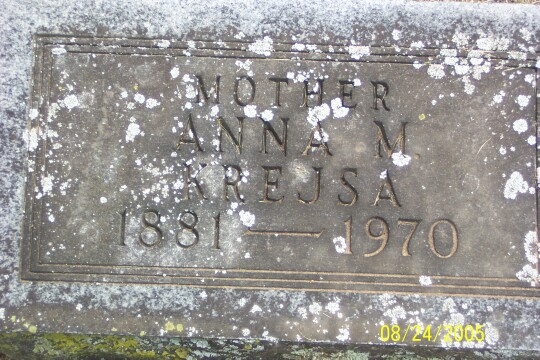 MOTHER
ANNA M
KREJSA
1881 — 1970
08/24/2005